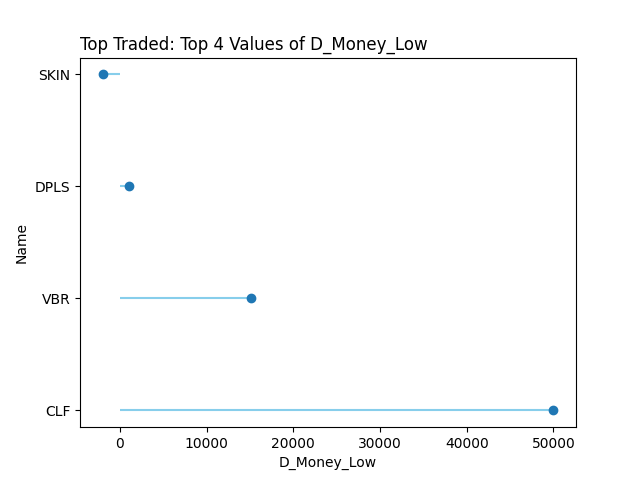 Top Traded: Top 4 Values of D_Money_Low
SKIN
DPLS
VBR
CLF
Name
0 10000 20000 30000 40000 50000
D_Money_Low